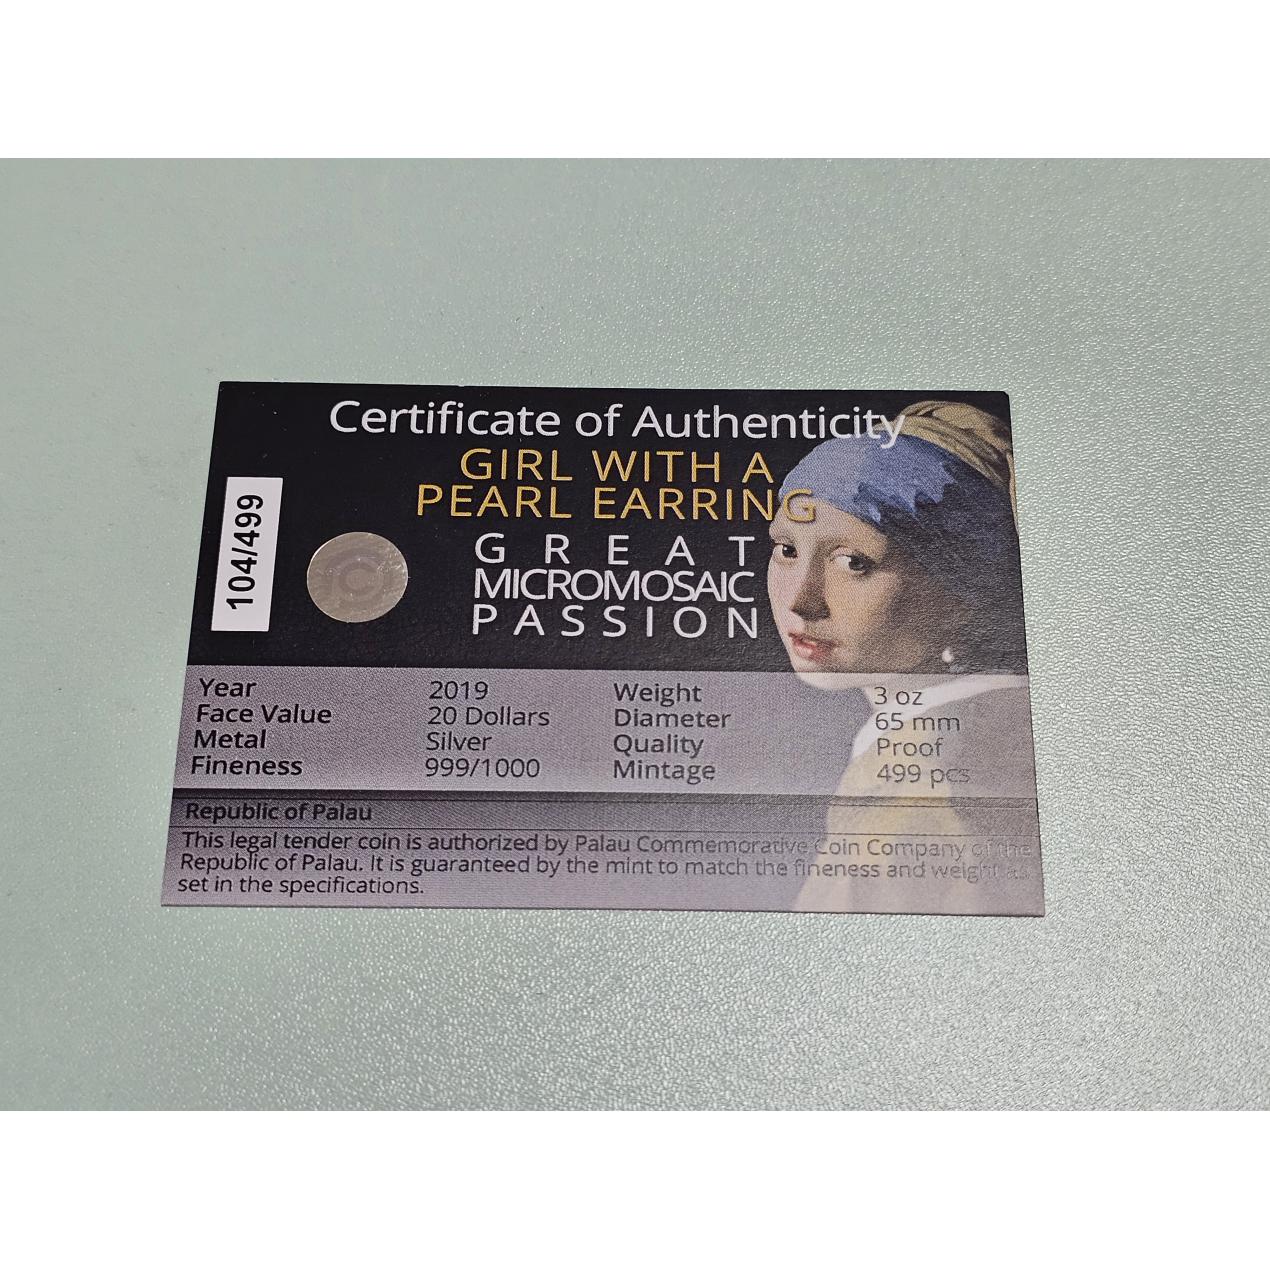 Certificate of Authenticity
GIRL WITH A
PEARL EARRING
GREAT
MICROMOSAIC
PASSION
104/499
Year 2019 Weight 3 oz
Face Value 20 Dollars Diameter 65 mm
Metal Silver Quality Proof
Fineness 999/1000 Mintage 499 pcs
Republic of Palau
This legal tender coin is authorized by Palau Commemorative Coin Company of the
Republic of Palau. It is guaranteed by the mint to match the fineness and weight as
set in the specifications.